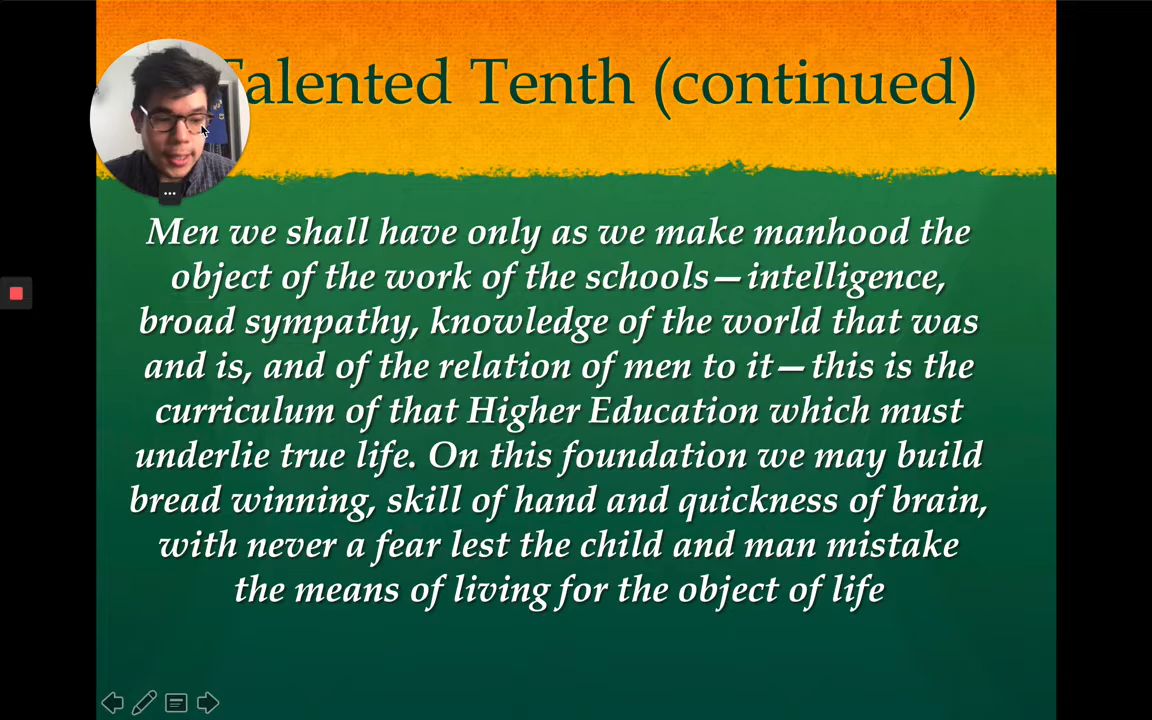 Talented Tenth (continued)
Men we shall have only as we make manhood the
object of the work of the schools—intelligence,
broad sympathy, knowledge of the world that was
and is, and of the relation of men to it—this is the
curriculum of that Higher Education which must
underlie true life. On this foundation we may build
bread winning, skill of hand and quickness of brain,
with never a fear lest the child and man mistake
the means of living for the object of life